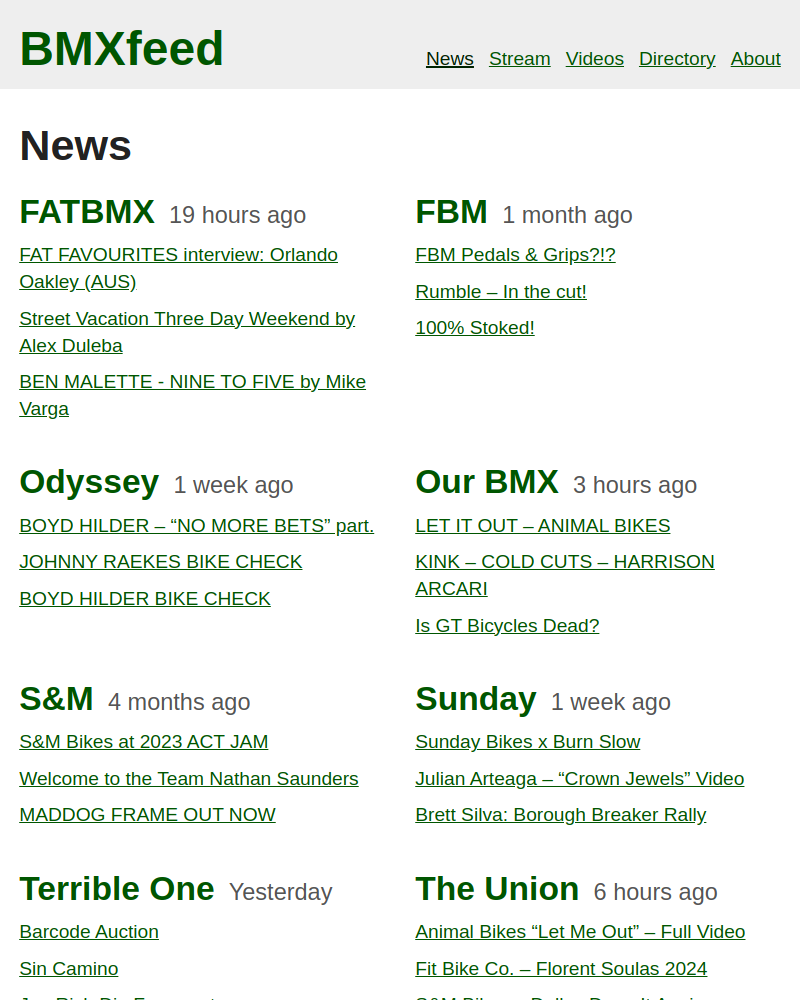 BMXfeed
News Stream Videos Directory About
News
FATBMX 19 hours ago
FAT FAVOURITES interview: Orlando
Oakley (AUS)
Street Vacation Three Day Weekend by
Alex Duleba
BEN MALETTE - NINE TO FIVE by Mike
Varga
FBM 1 month ago
FBM Pedals & Grips?!?
Rumble – In the cut!
100% Stoked!
Odyssey 1 week ago
BOYD HILDER – “NO MORE BETS” part.
JOHNNY RAEKES BIKE CHECK
BOYD HILDER BIKE CHECK
Our BMX 3 hours ago
LET IT OUT – ANIMAL BIKES
KINK – COLD CUTS – HARRISON
ARCARI
Is GT Bicycles Dead?
S&M 4 months ago
S&M Bikes at 2023 ACT JAM
Welcome to the Team Nathan Saunders
MADDOG FRAME OUT NOW
Sunday 1 week ago
Sunday Bikes x Burn Slow
Julian Arteaga – “Crown Jewels” Video
Brett Silva: Borough Breaker Rally
Terrible One Yesterday
Barcode Auction
Sin Camino
The Union 6 hours ago
Animal Bikes “Let Me Out” – Full Video
Fit Bike Co. – Florent Soulas 2024